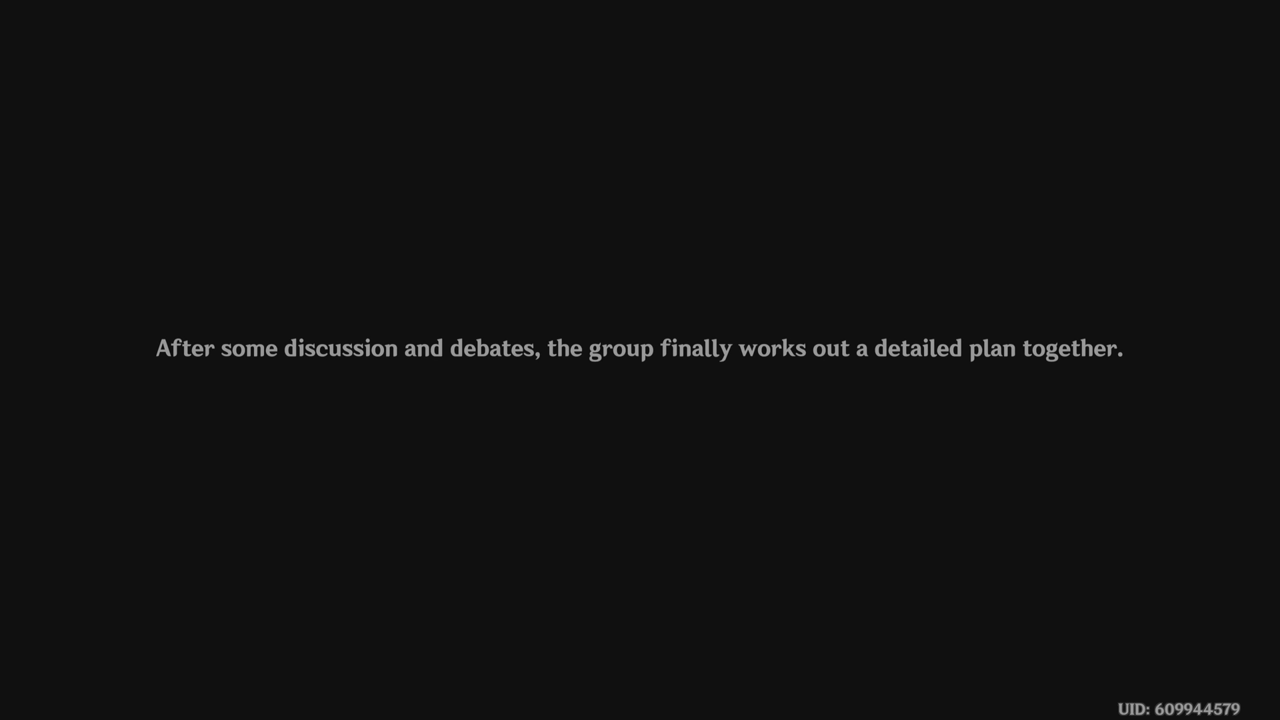 After some discussion and debates, the group finally works out a detailed plan together.
UID: 609944579